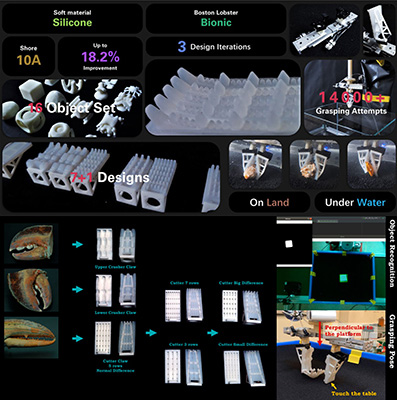 Soft material
Silicone
Boston Lobster
Bionic
Shore
10A
Up to
18.2%
Improvement
3 Design Iterations
16 Object Set
14000+
Grasping Attempts
7+1 Designs
On Land
Under Water
Upper Crusher Claw
Lower Crusher Claw
Cutter Claw
5 rows
Normal Difference
Cutter 7 rows
Cutter 3 rows
Cutter Big Difference
Cutter Small Difference
Object Recognition
Grasping Pose
Perpendicular to
the platform
Touch the table